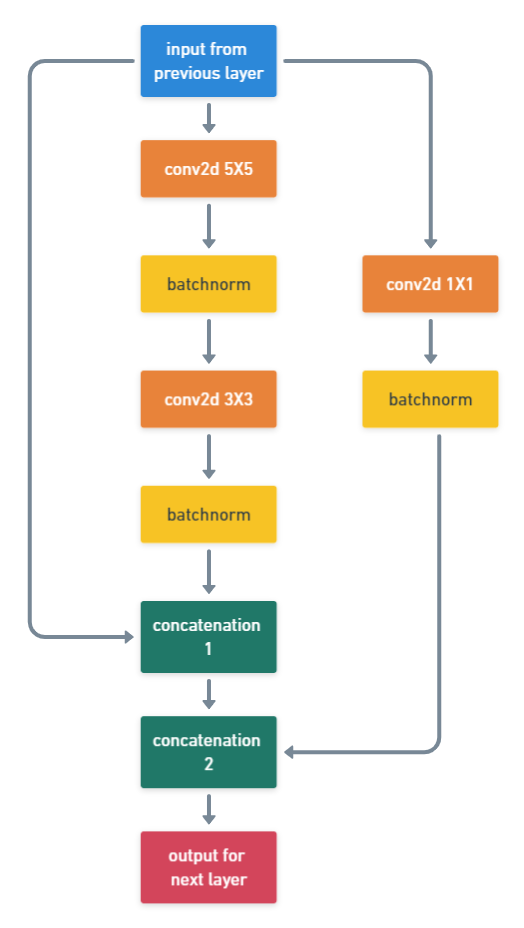 input from
previous layer
conv2d 5X5
batchnorm
conv2d 1X1
conv2d 3X3
batchnorm
batchnorm
concatenation
1
concatenation
2
output for
next layer